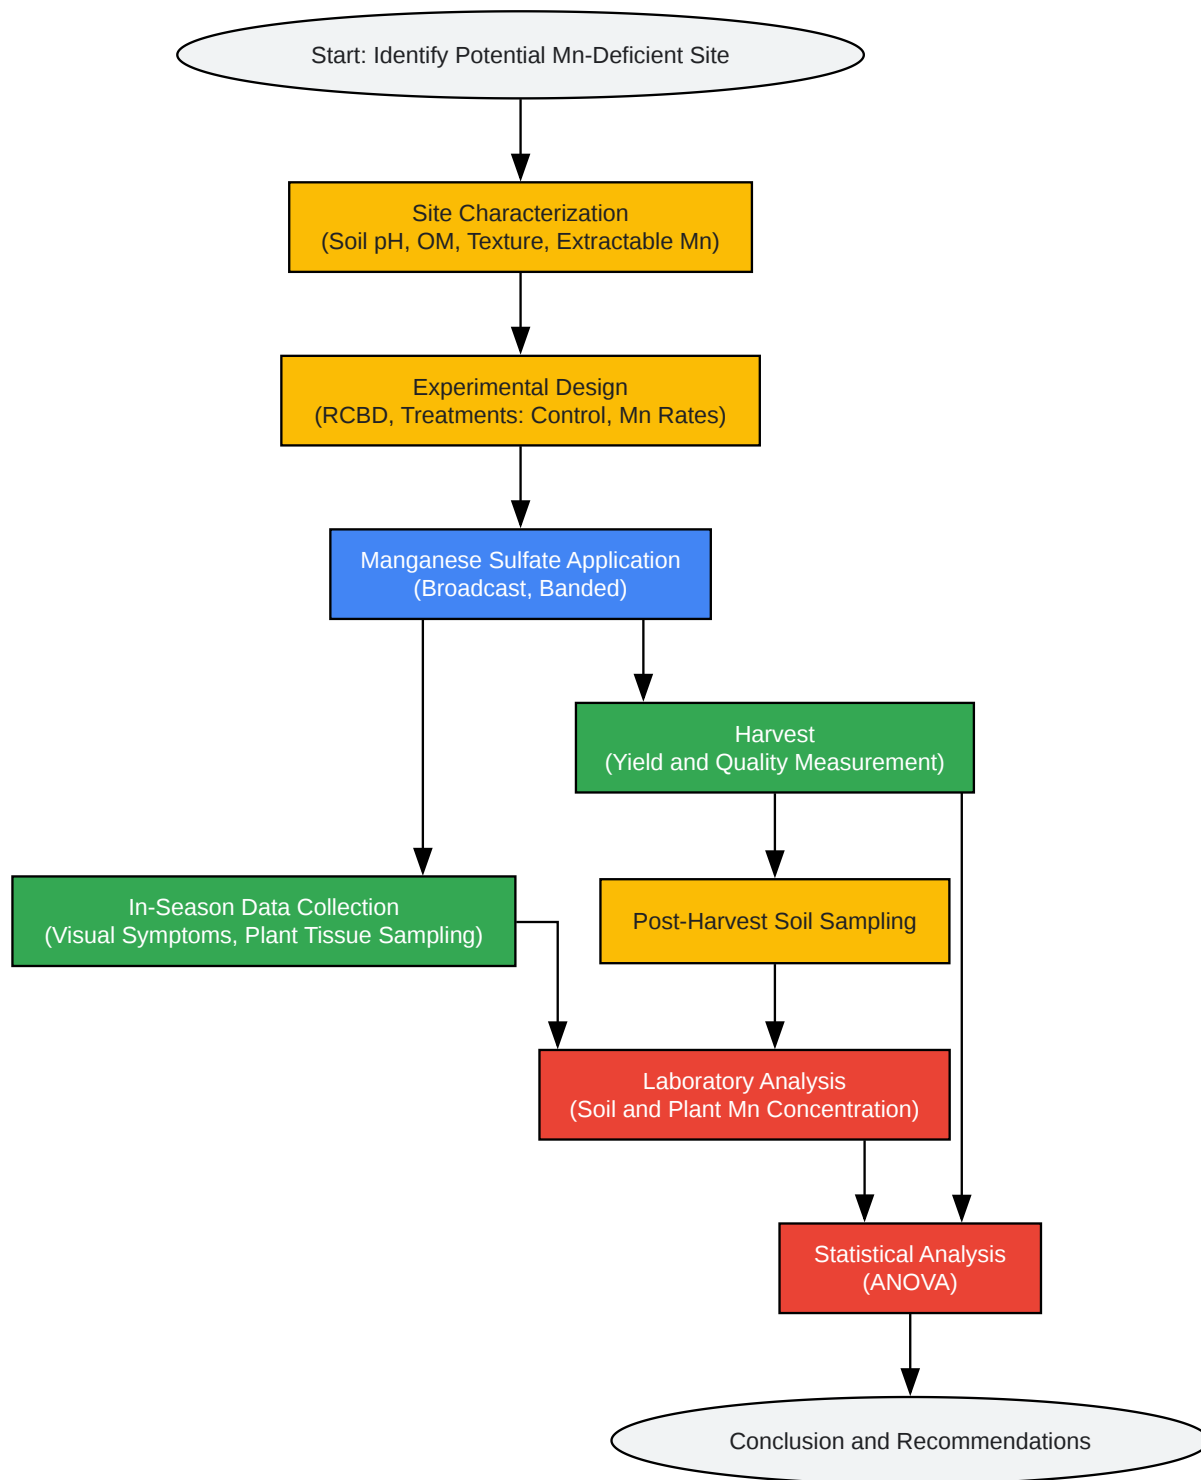 Start: Identify Potential Mn-Deficient Site
Site Characterization
(Soil pH, OM, Texture, Extractable Mn)
Experimental Design
(RCBD, Treatments: Control, Mn Rates)
Manganese Sulfate Application
(Broadcast, Banded)
Harvest
(Yield and Quality Measurement)
In-Season Data Collection
(Visual Symptoms, Plant Tissue Sampling)
Post-Harvest Soil Sampling
Laboratory Analysis
(Soil and Plant Mn Concentration)
Statistical Analysis
(ANOVA)
Conclusion and Recommendations